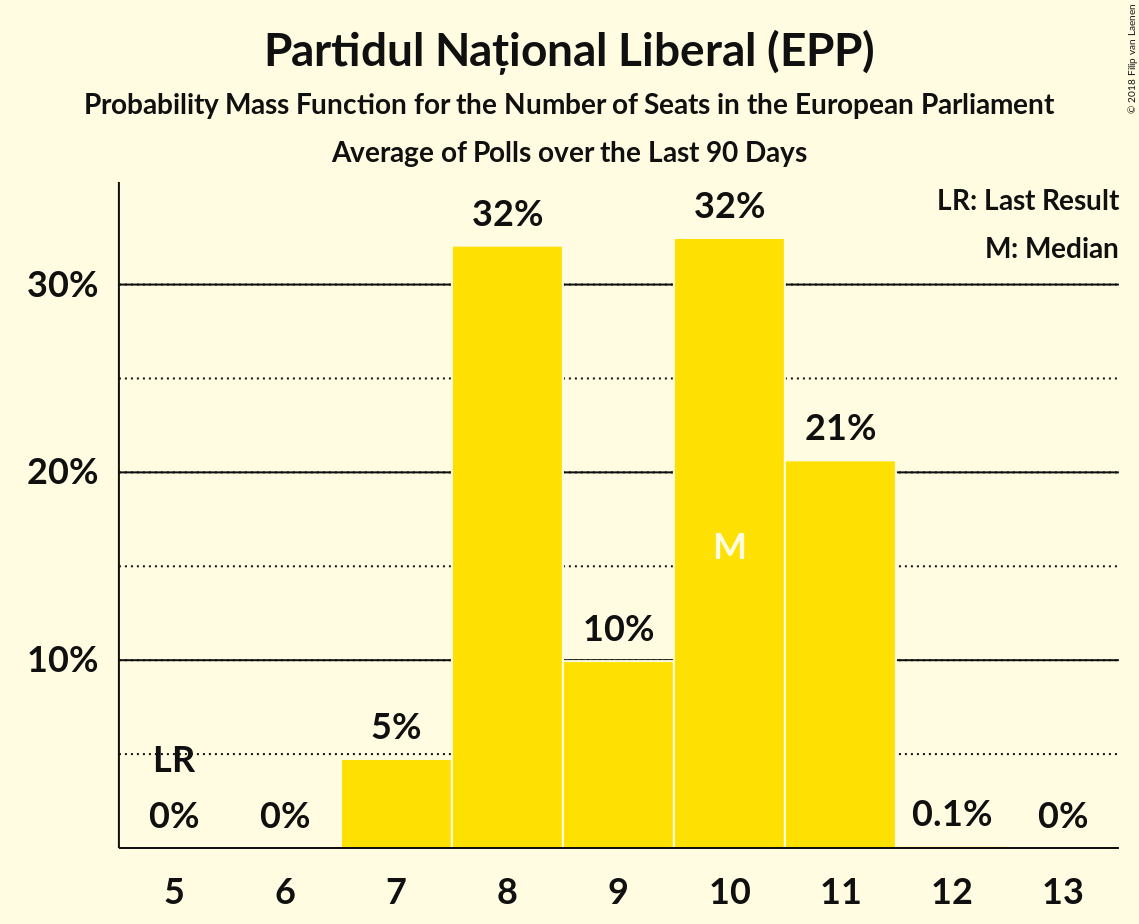 Partidul Național Liberal (EPP)
Probability Mass Function for the Number of Seats in the European Parliament
Average of Polls over the Last 90 Days
© 2018 Filip van Laenen
LR: Last Result
M: Median
32%
32%
30%
21%
20%
M
10%
10%
5%
LR
0%
0%
0.1%
0%
5 6 7 8 9 10 11 12 13